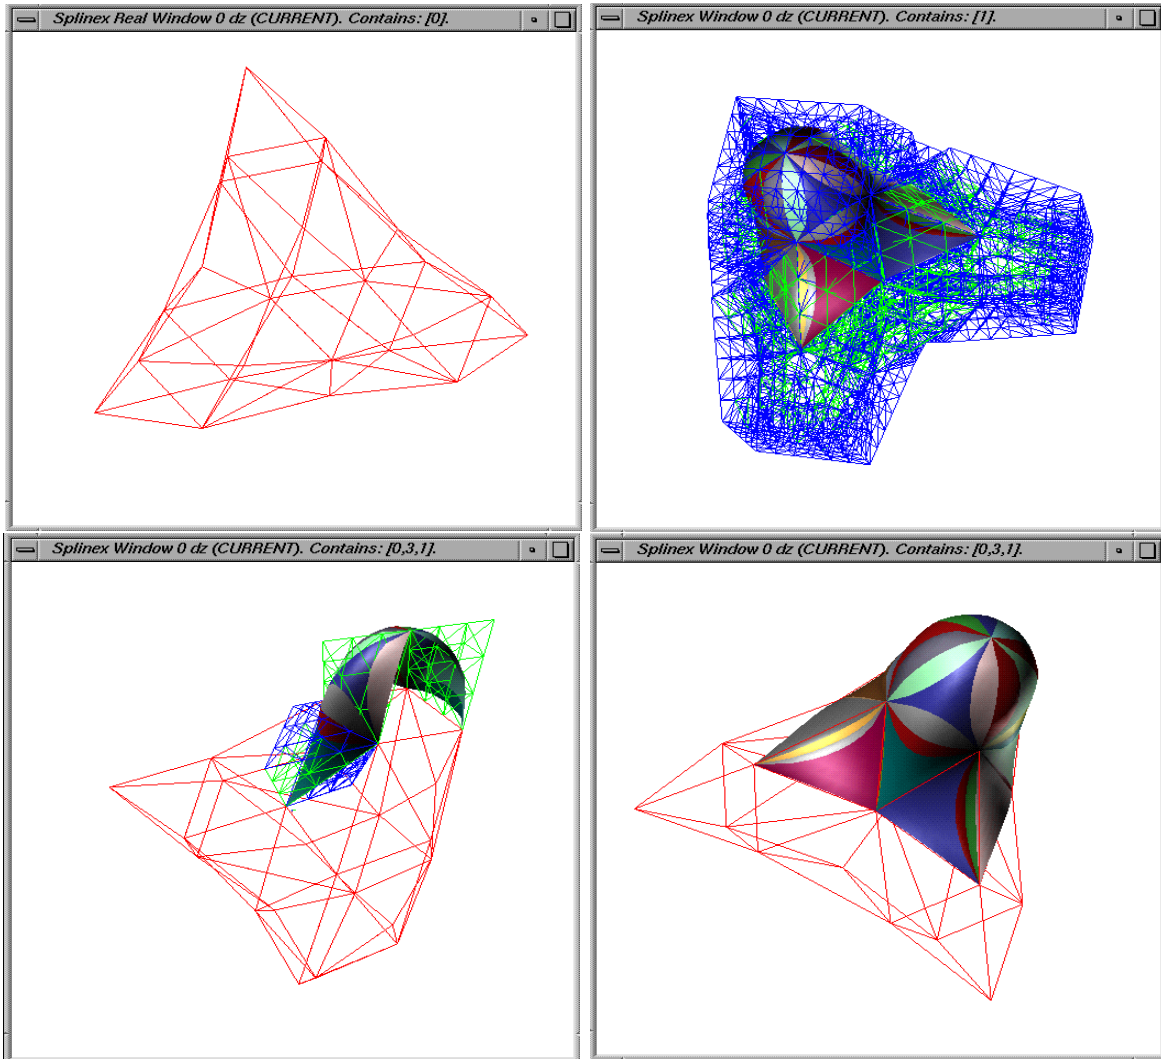 Splinex Real Window 0 dz (CURRENT). Contains: [0].
Splinex Window 0 dz (CURRENT). Contains: [1].
Splinex Window 0 dz (CURRENT). Contains: [0,3,1].
Splinex Window 0 dz (CURRENT). Contains: [0,3,1].